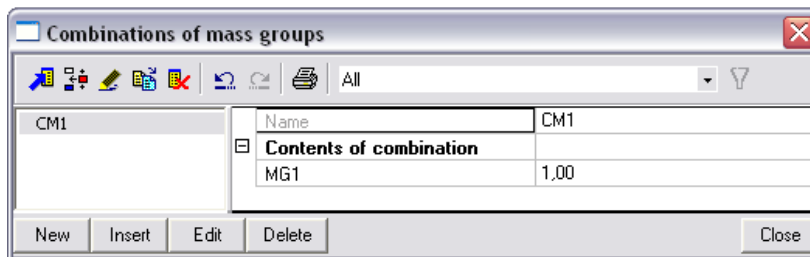 Combinations of mass groups
All
CM1
Name CM1
Contents of combination
MG1 1,00
New Insert Edit Delete Close